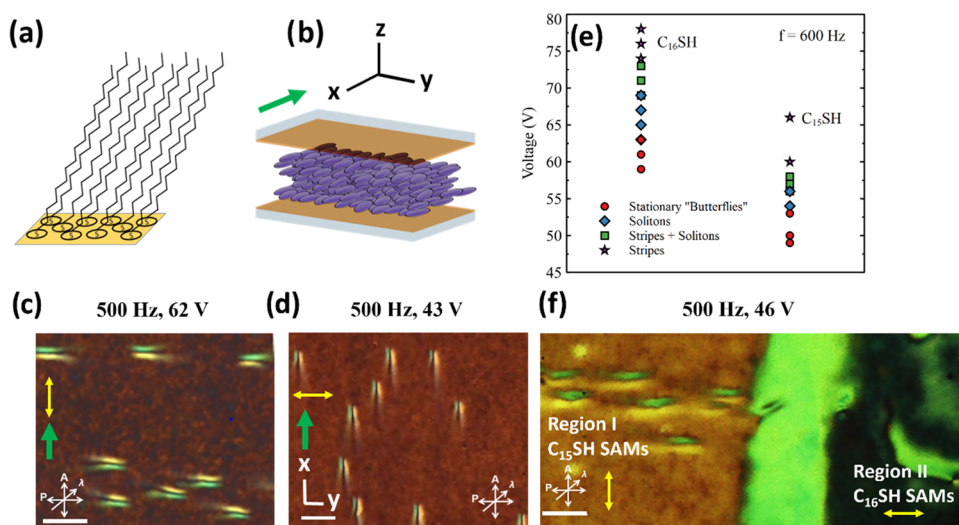 (a)
S S S S
S S S S
(b)
z
x y
(e)
f = 600 Hz
C₁₆SH
C₁₅SH
Voltage (V)
80
75
70
65
60
55
50
45
Stationary "Butterflies"
Solitons
Stripes + Solitons
Stripes
(c)
500 Hz, 62 V
A
P
λ
(d)
500 Hz, 43 V
x
y
A
P
λ
(f)
500 Hz, 46 V
Region I
C₁₅SH SAMs
A
P
λ
Region II
C₁₆SH SAMs